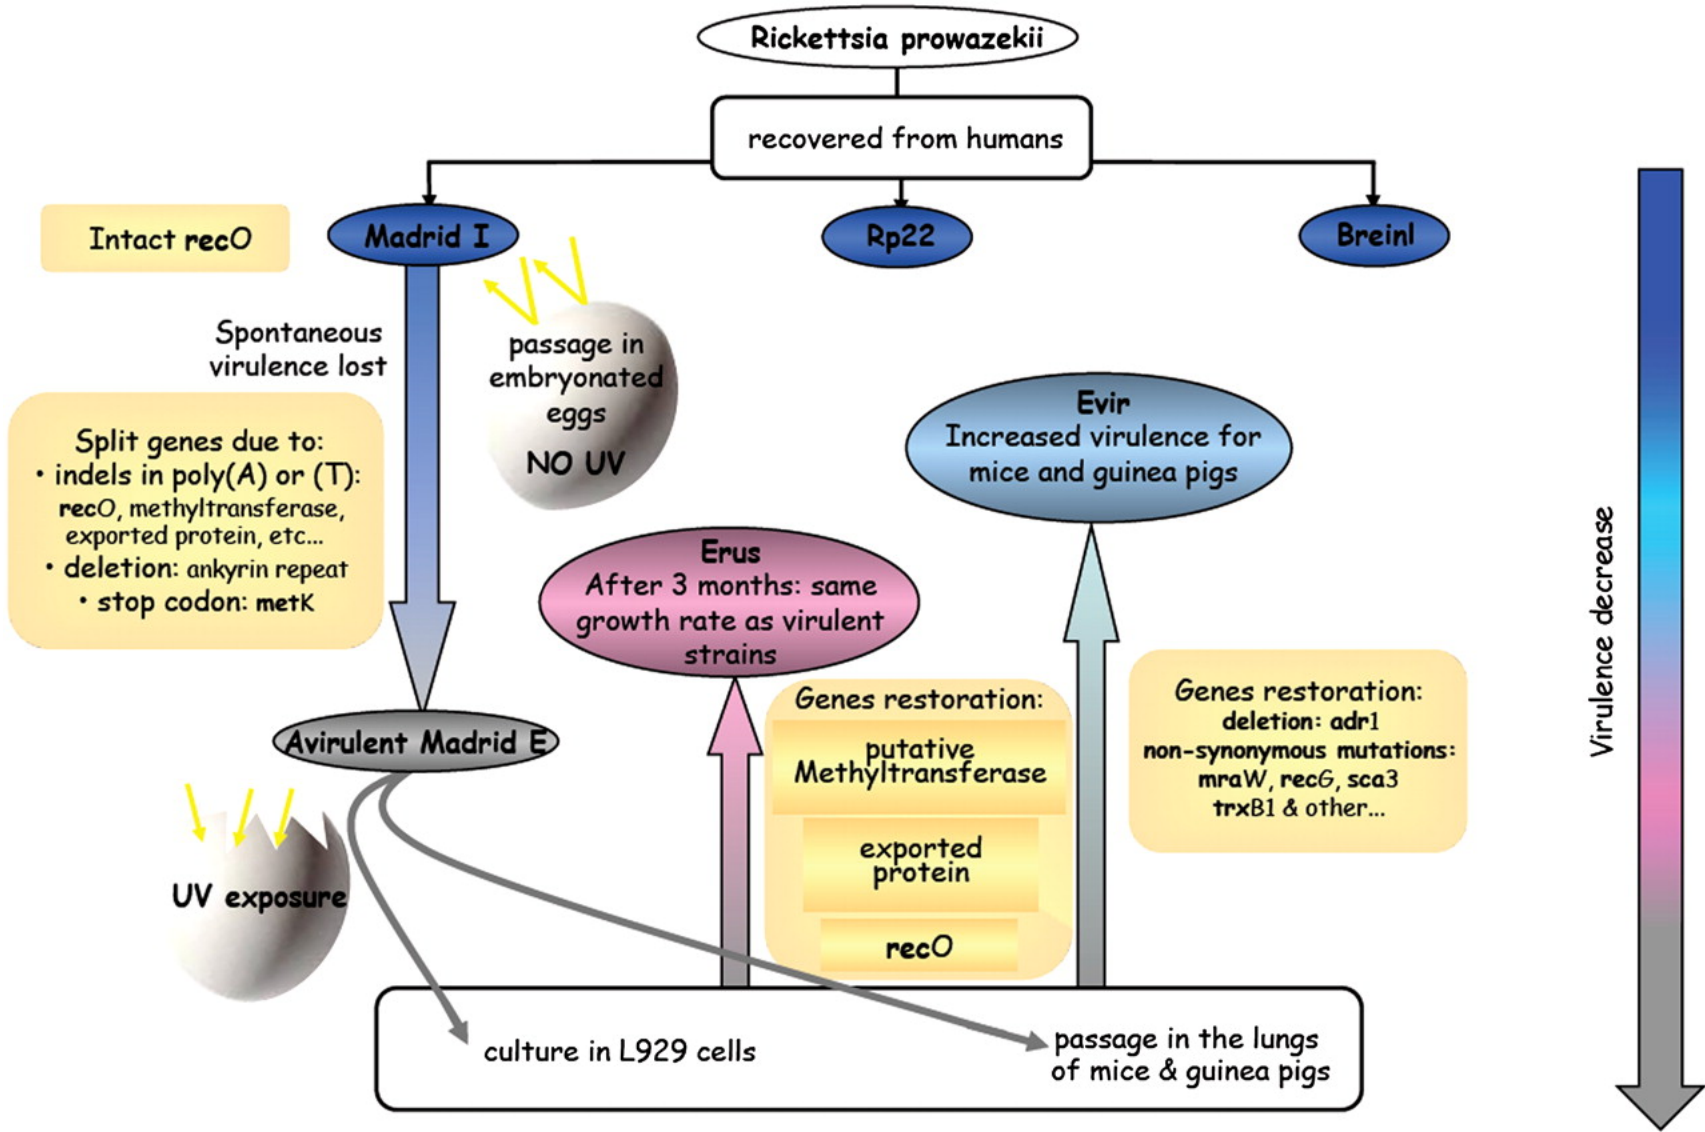 Rickettsia prowazekii
recovered from humans
Intact recO
Madrid I
Rp22
Breinl
Spontaneous
virulence lost
passage in
embryonated
eggs
NO UV
Split genes due to:
• indels in poly(A) or (T):
recO, methyltransferase,
exported protein, etc...
• deletion: ankyrin repeat
• stop codon: metK
Evir
Increased virulence for
mice and guinea pigs
Erus
After 3 months: same
growth rate as virulent
strains
Genes restoration:
putative
Methyltransferase
exported
protein
recO
Genes restoration:
deletion: adr1
non-synonymous mutations:
mraW, recG, sca3
trxB1 & other...
Avirulent Madrid E
UV exposure
culture in L929 cells
passage in the lungs
of mice & guinea pigs
Virulence decrease